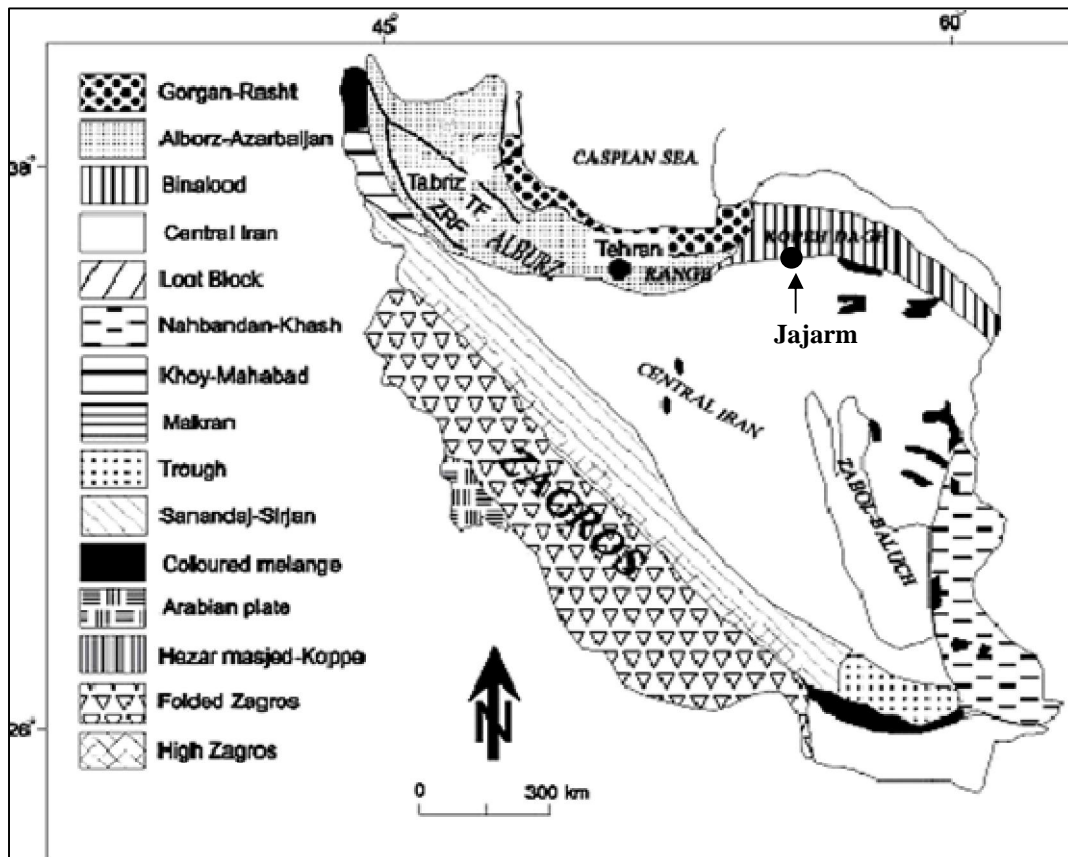 45°
60°
38°
26°
Gorgan-Rasht
Alborz-Azarbaijan
Binalood
Central Iran
Loot Block
Nahbandan-Khash
Khoy-Mahabad
Makran
Trough
Sanandaj-Sirjan
Coloured melange
Arabian plate
Hezar masjed-Koppe
Folded Zagros
High Zagros
CASPIAN SEA
Tabriz
TF
ZRF
ALBURZ
Tehran
RANGE
KOPEH DAGH
Jajarm
CENTRAL IRAN
ZAGROS
ZABOL-BALUCH
N
0 300 km